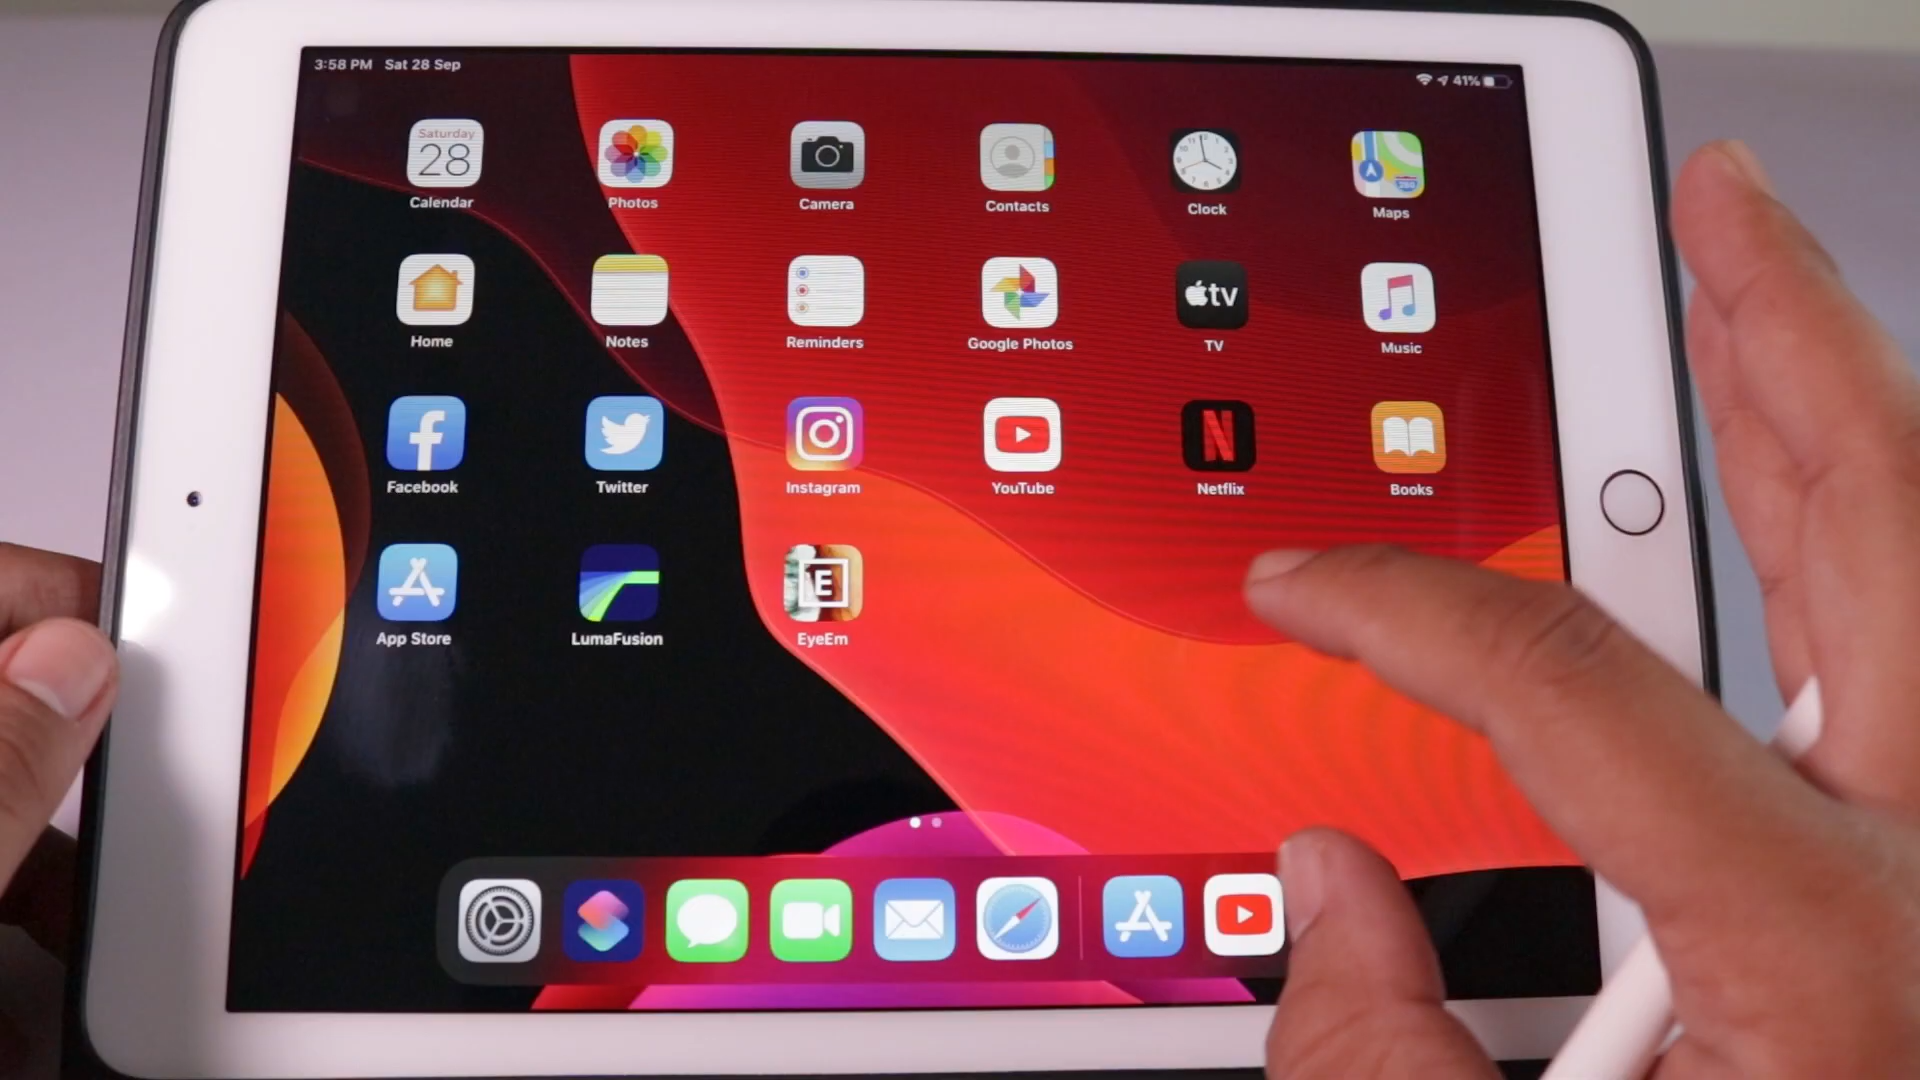 3:58 PM Sat 28 Sep
41%
Saturday
28
Calendar
Photos
Camera
Contacts
Clock
Maps
280
Home
Notes
Reminders
Google Photos
tv
TV
Music
Facebook
Twitter
Instagram
YouTube
N
Netflix
Books
App Store
LumaFusion
E
EyeEm